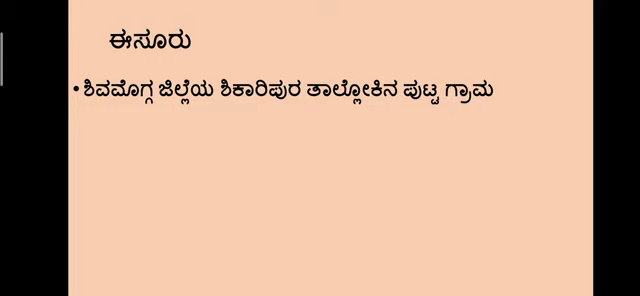 ಈಸೂರು
• ಶಿವಮೊಗ್ಗ ಜಿಲ್ಲೆಯ ಶಿಕಾರಿಪುರ ತಾಲ್ಲೋಕಿನ ಪುಟ್ಟ ಗ್ರಾಮ